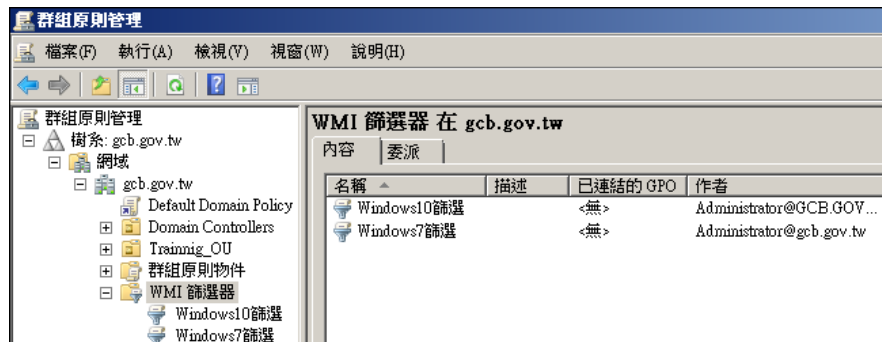 群組原則管理
檔案(F) 執行(A) 檢視(V) 視窗(W) 說明(H)
群組原則管理
樹系: gcb.gov.tw
網域
gcb.gov.tw
Default Domain Policy
Domain Controllers
Trainnig_OU
群組原則物件
WMI 篩選器
Windows10篩選
Windows7篩選
WMI 篩選器 在 gcb.gov.tw
內容 委派
名稱 描述 已連結的 GPO 作者
Windows10篩選 <無> Administrator@GCB.GOV...
Windows7篩選 <無> Administrator@gcb.gov.tw